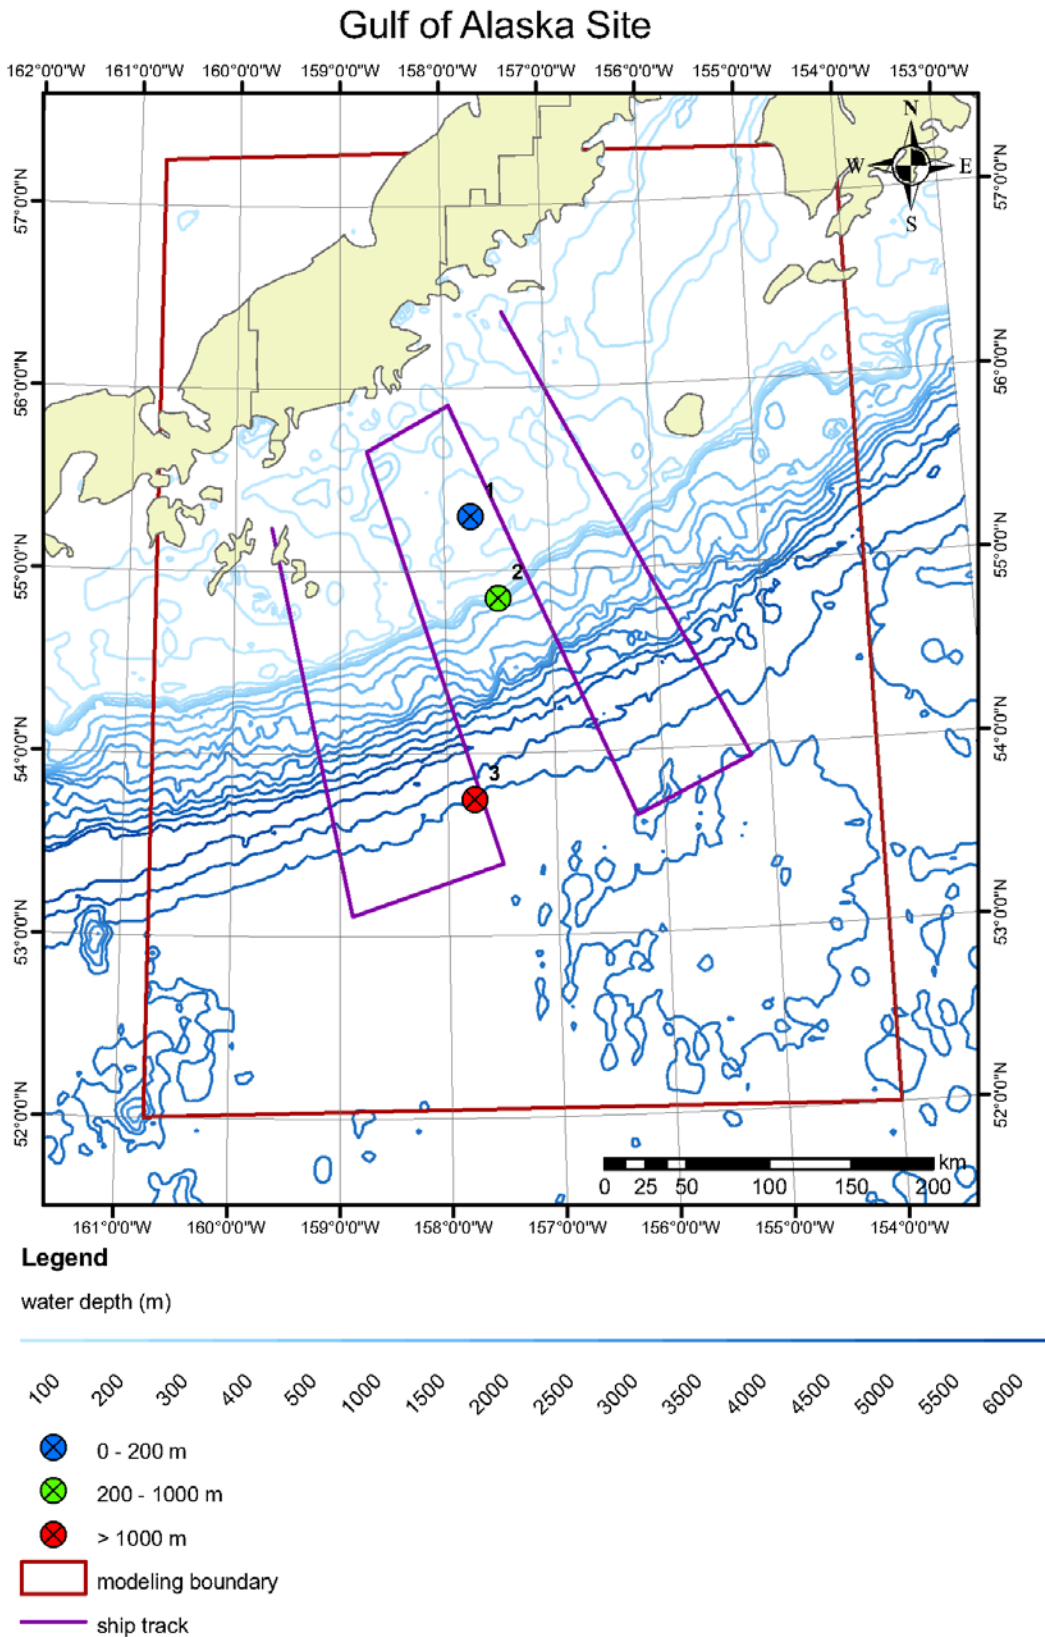 Gulf of Alaska Site
162°0'0"W 161°0'0"W 160°0'0"W 159°0'0"W 158°0'0"W 157°0'0"W 156°0'0"W 155°0'0"W 154°0'0"W 153°0'0"W
N
W E
S
57°0'0"N 57°0'0"N
56°0'0"N 56°0'0"N
1
55°0'0"N 55°0'0"N
2
54°0'0"N 54°0'0"N
3
53°0'0"N 53°0'0"N
52°0'0"N 52°0'0"N
km
0 25 50 100 150 200
161°0'0"W 160°0'0"W 159°0'0"W 158°0'0"W 157°0'0"W 156°0'0"W 155°0'0"W 154°0'0"W
Legend
water depth (m)
100 200 300 400 500 1000 1500 2000 2500 3000 3500 4000 4500 5000 5500 6000
0 - 200 m
200 - 1000 m
> 1000 m
modeling boundary
ship track